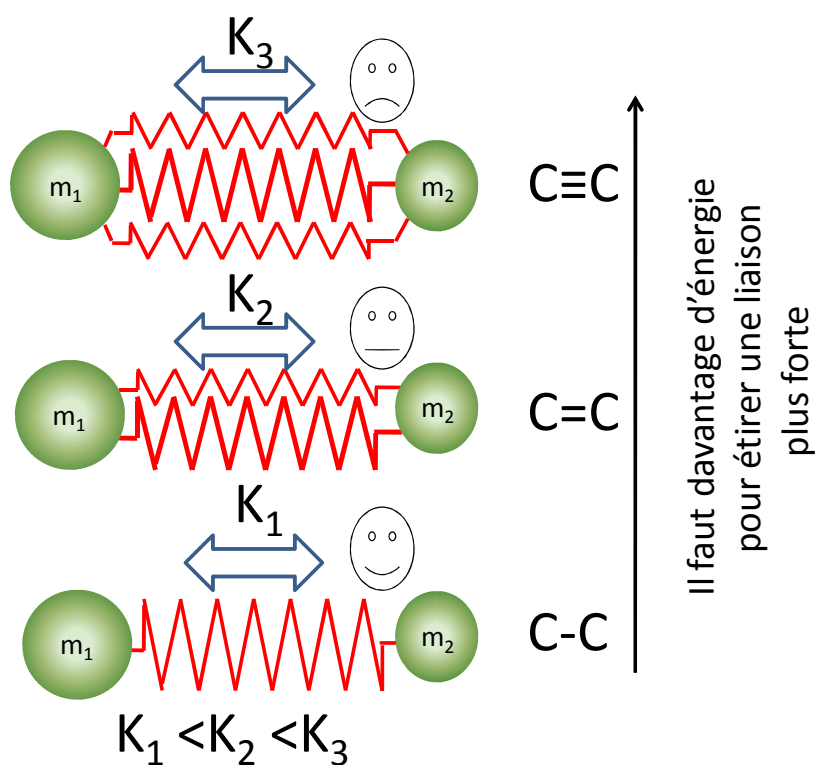 K₃
m₁
m₂
C≡C
K₂
m₁
m₂
C=C
K₁
m₁
m₂
C-C
K₁ <K₂ <K₃
Il faut davantage d'énergie
pour étirer une liaison
plus forte